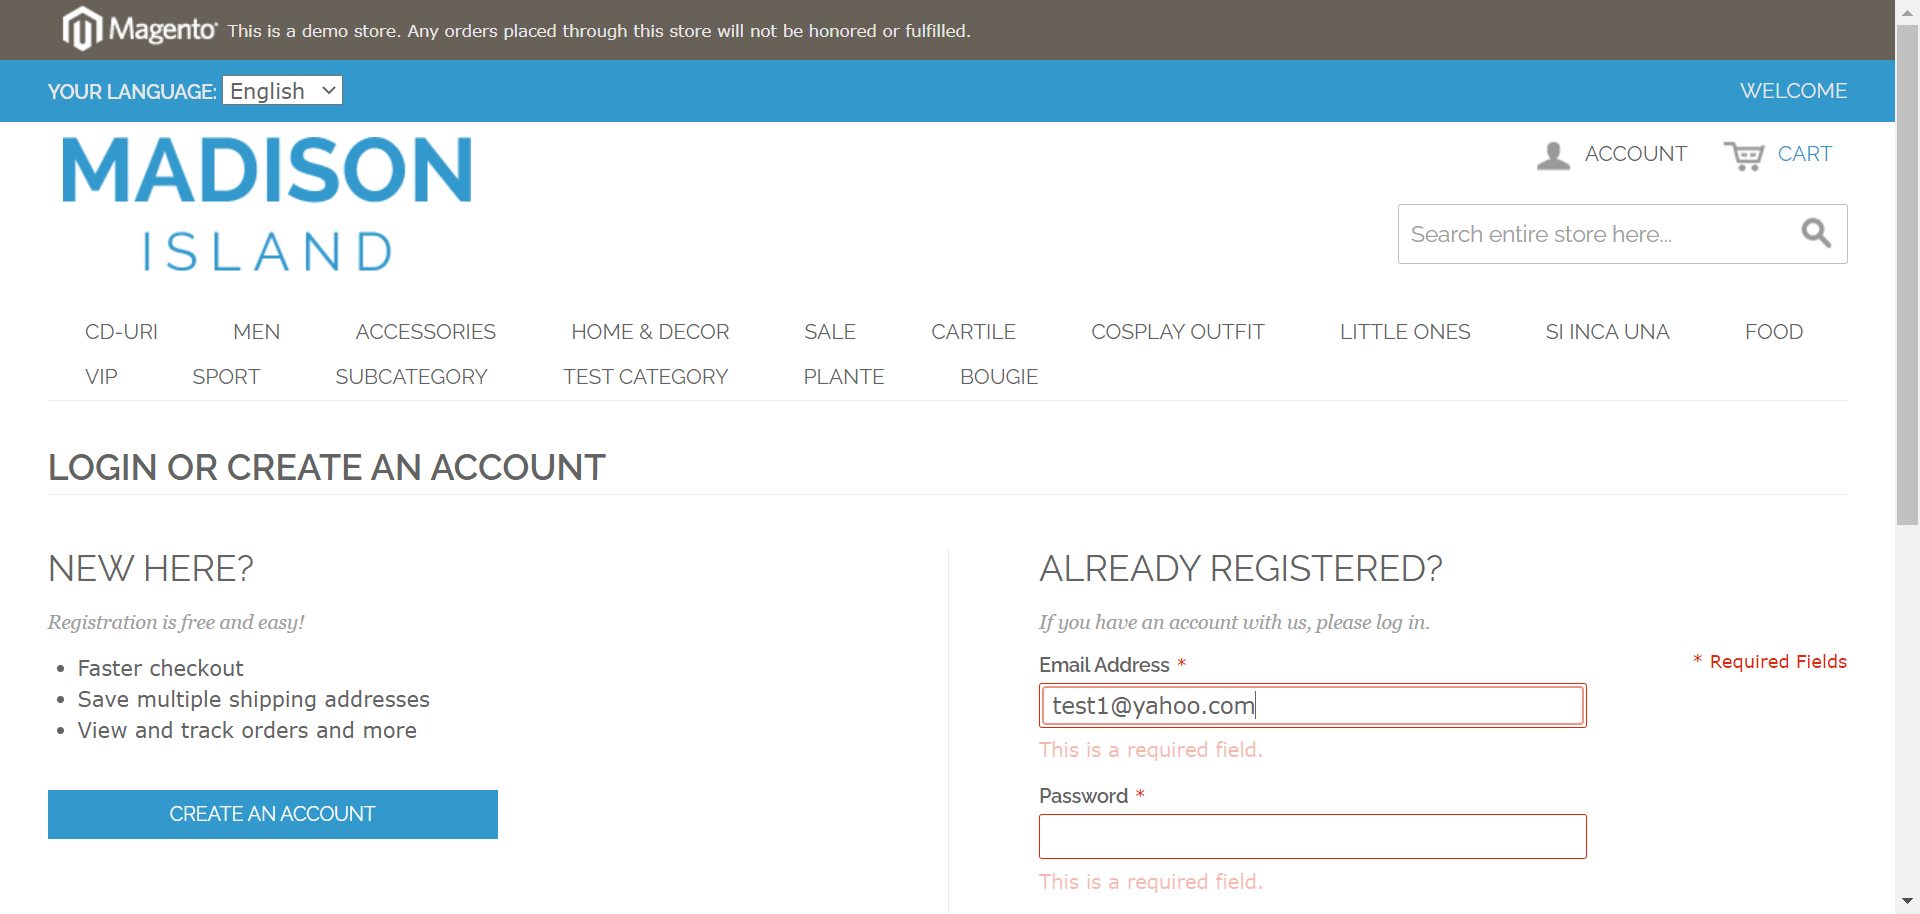 Magento® This is a demo store. Any orders placed through this store will not be honored or fulfilled.
YOUR LANGUAGE: English
WELCOME
MADISON
ISLAND
ACCOUNT CART
Search entire store here...
CD-URI MEN ACCESSORIES HOME & DECOR SALE CARTILE COSPLAY OUTFIT LITTLE ONES SI INCA UNA FOOD
VIP SPORT SUBCATEGORY TEST CATEGORY PLANTE BOUGIE
LOGIN OR CREATE AN ACCOUNT
NEW HERE?
Registration is free and easy!
• Faster checkout
• Save multiple shipping addresses
• View and track orders and more
CREATE AN ACCOUNT
ALREADY REGISTERED?
If you have an account with us, please log in.
Email Address *
* Required Fields
test1@yahoo.com
This is a required field.
Password *
This is a required field.